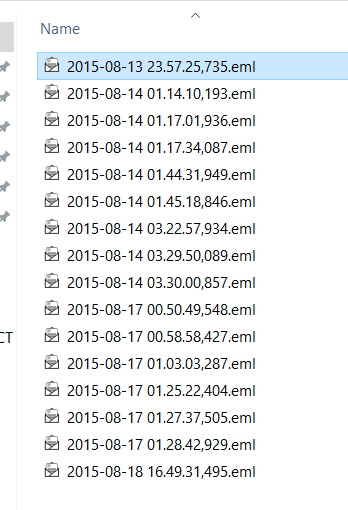 Name
2015-08-13 23.57.25,735.eml
2015-08-14 01.14.10,193.eml
2015-08-14 01.17.01,936.eml
2015-08-14 01.17.34,087.eml
2015-08-14 01.44.31,949.eml
2015-08-14 01.45.18,846.eml
2015-08-14 03.22.57,934.eml
2015-08-14 03.29.50,089.eml
2015-08-14 03.30.00,857.eml
2015-08-17 00.50.49,548.eml
2015-08-17 00.58.58,427.eml
CT
2015-08-17 01.03.03,287.eml
2015-08-17 01.25.22,404.eml
2015-08-17 01.27.37,505.eml
2015-08-17 01.28.42,929.eml
2015-08-18 16.49.31,495.eml